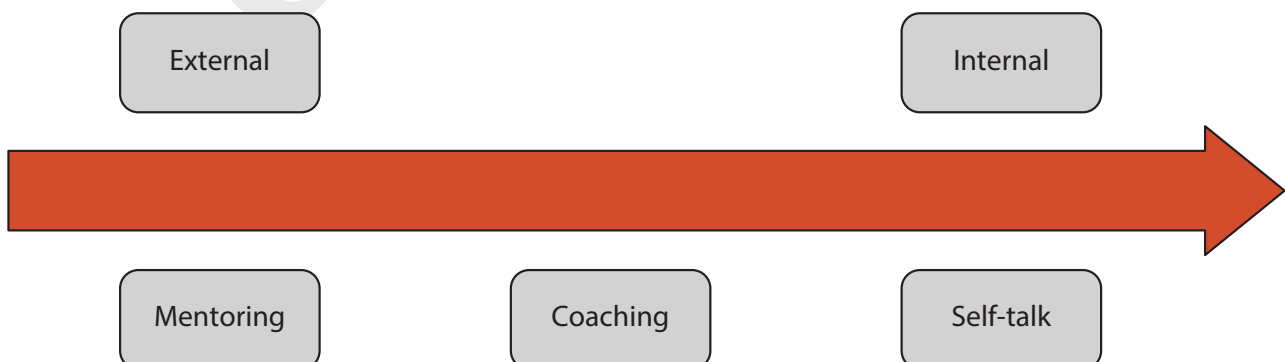 External
Internal
Mentoring
Coaching
Self-talk